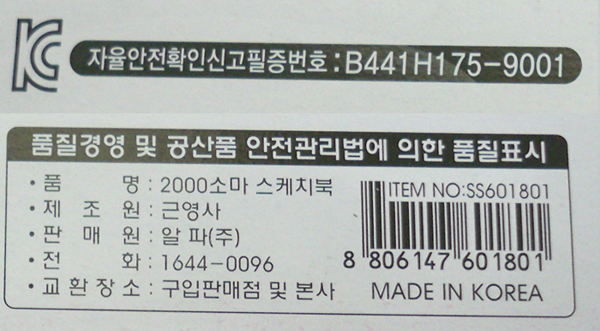 KC 자율안전확인신고필증번호 : B441H175-9001
품질경영 및 공산품 안전관리법에 의한 품질표시
· 품 명 : 2000소마 스케치북
· 제 조 원 : 근영사
· 판 매 원 : 알 파(주)
· 전 화 : 1644-0096
· 교 환 장 소 : 구입판매점 및 본사
ITEM NO:SS601801
8 806147 601801
MADE IN KOREA